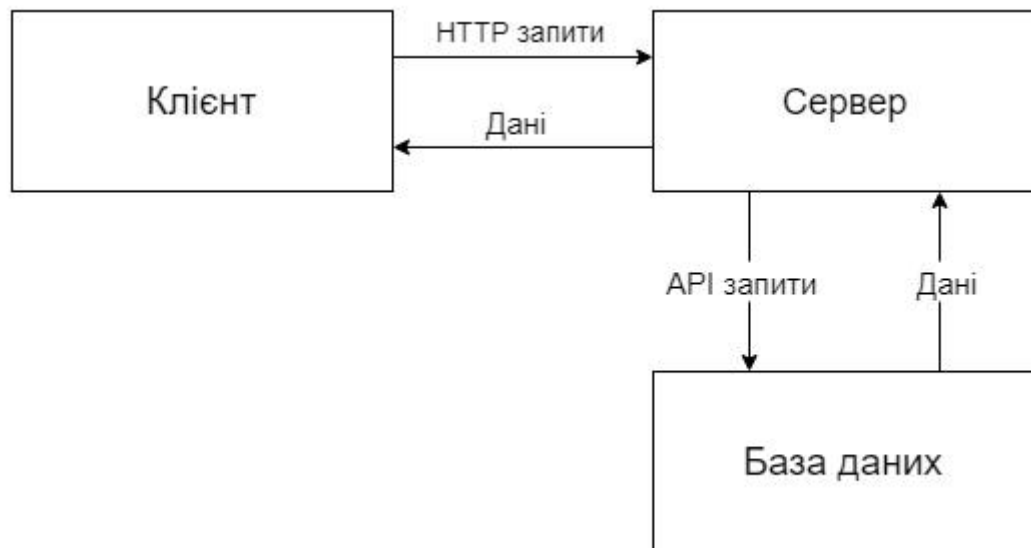 HTTP запити
Клієнт
Сервер
Дані
API запити
Дані
База даних